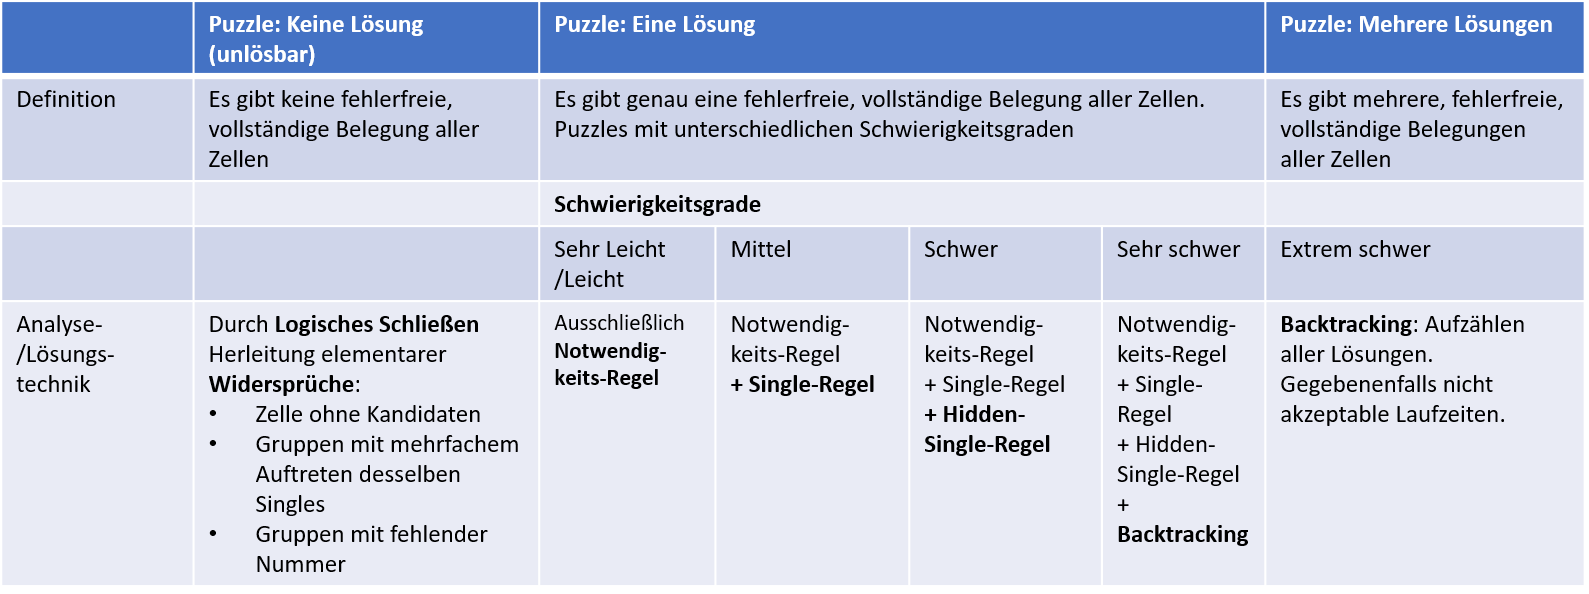 Puzzle: Keine Lösung
(unlösbar)
Puzzle: Eine Lösung
Puzzle: Mehrere Lösungen
Definition
Es gibt keine fehlerfreie,
vollständige Belegung aller
Zellen
Es gibt genau eine fehlerfreie, vollständige Belegung aller Zellen.
Puzzles mit unterschiedlichen Schwierigkeitsgraden
Es gibt mehrere, fehlerfreie,
vollständige Belegungen
aller Zellen
Schwierigkeitsgrade
Sehr Leicht
/Leicht
Mittel
Schwer
Sehr schwer
Extrem schwer
Analyse-
/Lösungs-
technik
Durch Logisches Schließen
Herleitung elementarer
Widersprüche:
• Zelle ohne Kandidaten
• Gruppen mit mehrfachem
Auftreten desselben
Singles
• Gruppen mit fehlender
Nummer
Ausschließlich
Notwendig-
keits-Regel
Notwendig-
keits-Regel
+ Single-Regel
Notwendig-
keits-Regel
+ Single-Regel
+ Hidden-
Single-Regel
Notwendig-
keits-Regel
+ Single-
Regel
+ Hidden-
Single-Regel
+
Backtracking
Backtracking: Aufzählen
aller Lösungen.
Gegebenenfalls nicht
akzeptable Laufzeiten.